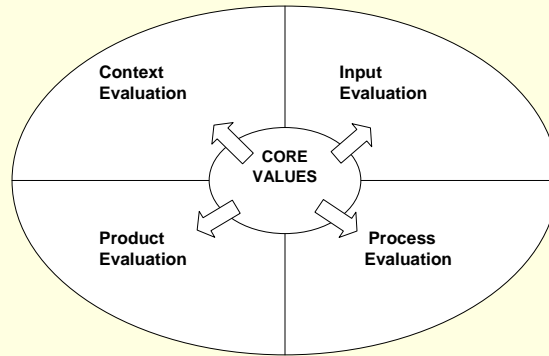 Context
Evaluation
Input
Evaluation
CORE
VALUES
Product
Evaluation
Process
Evaluation